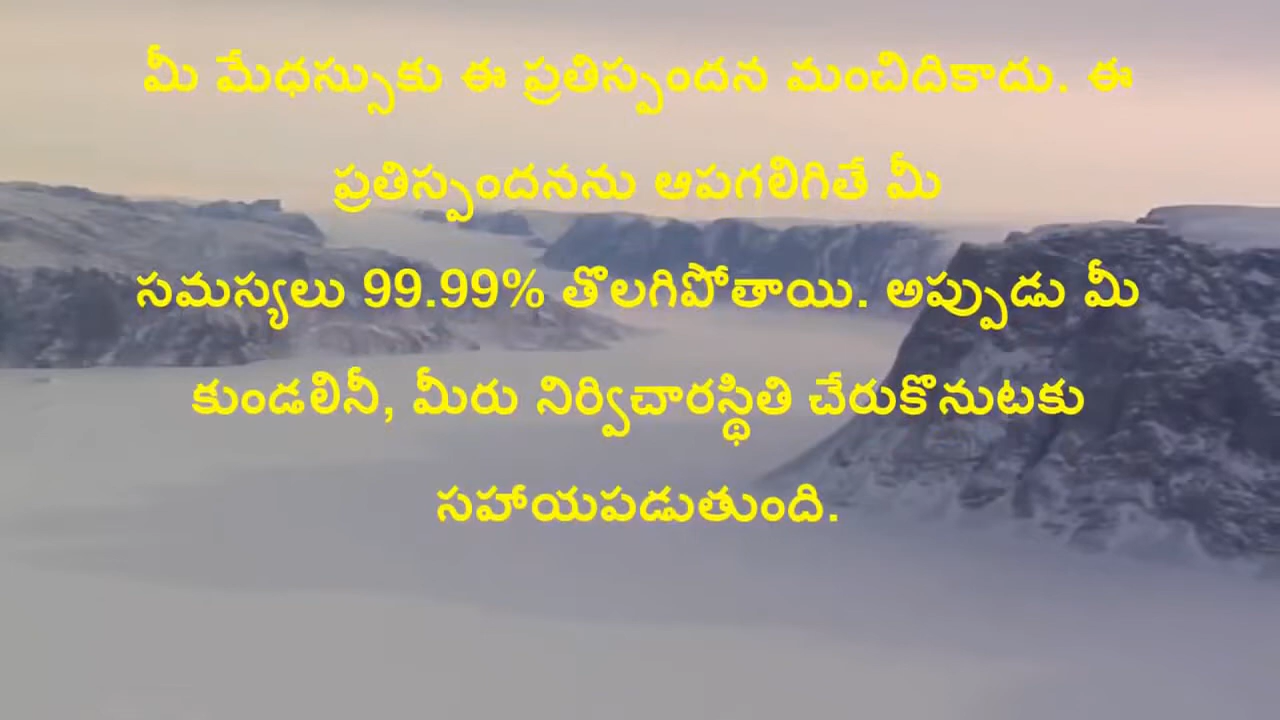 మీ మేధస్సుకు ఈ ప్రతిస్పందన మంచిదికాదు. ఈ
ప్రతిస్పందనను ఆపగలిగితే మీ
సమస్యలు 99.99% తొలగిపోతాయి. అప్పుడు మీ
కుండలినీ, మీరు నిర్విచారస్థితి చేరుకొనుటకు
సహాయపడుతుంది.